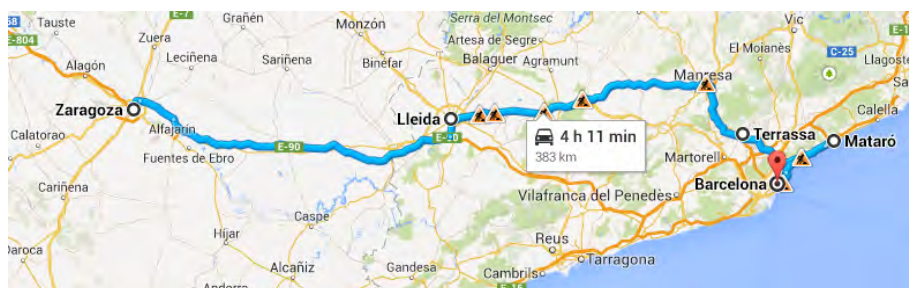 Tauste
E-7
Grañén
Serra del Montsec
Vic
E-804
Zuera
Monzón
Artesa de Segre
El Moianès
C-25
Leciñena
Sariñena
Binéfar
Balaguer
Agramunt
Llagoste
Alagón
Manresa
Zaragoza
Lleida
Calella
Calatorao
Alfajarín
E-90
4 h 11 min
383 km
Terrassa
Mataró
Fuentes de Ebro
E-90
Martorell
Cariñena
Vilafranca del Penedès
Barcelona
Caspe
Híjar
Reus
Daroca
Alcañiz
Gandesa
Cambrils
Tarragona